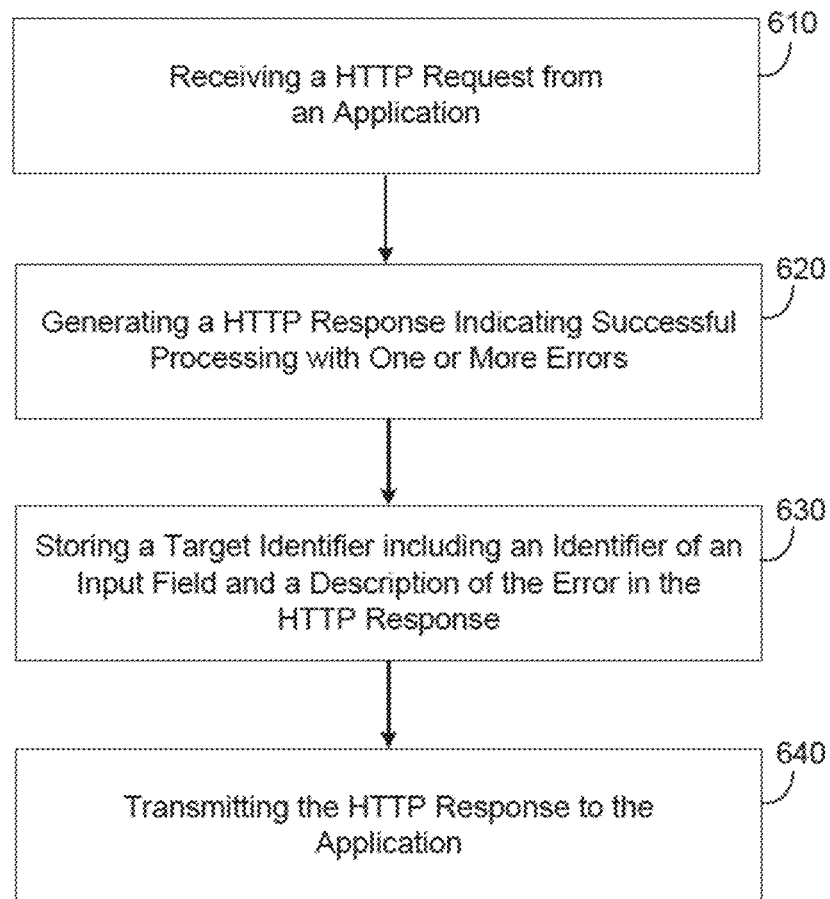 610
Receiving a HTTP Request from
an Application
620
Generating a HTTP Response Indicating Successful
Processing with One or More Errors
630
Storing a Target Identifier including an Identifier of an
Input Field and a Description of the Error in the
HTTP Response
640
Transmitting the HTTP Response to the
Application